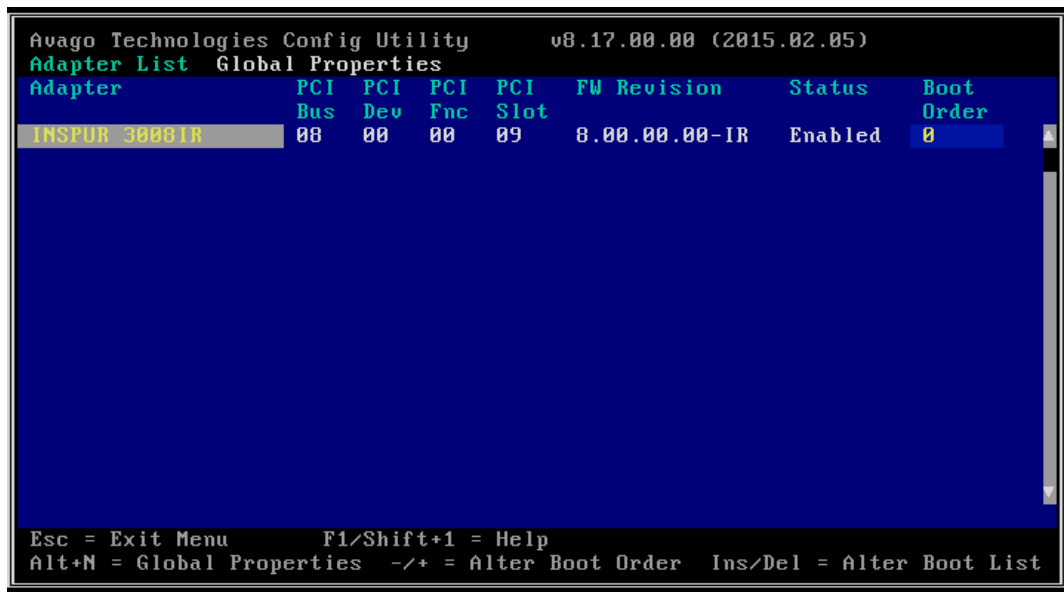 Avago Technologies Config Utility v8.17.00.00 (2015.02.05)
Adapter List Global Properties
Adapter PCI PCI PCI PCI FW Revision Status Boot
Bus Dev Fnc Slot Order
INSPUR 3008IR 08 00 00 09 8.00.00.00-IR Enabled 0
Esc = Exit Menu F1/Shift+1 = Help
Alt+N = Global Properties -/+ = Alter Boot Order Ins/Del = Alter Boot List